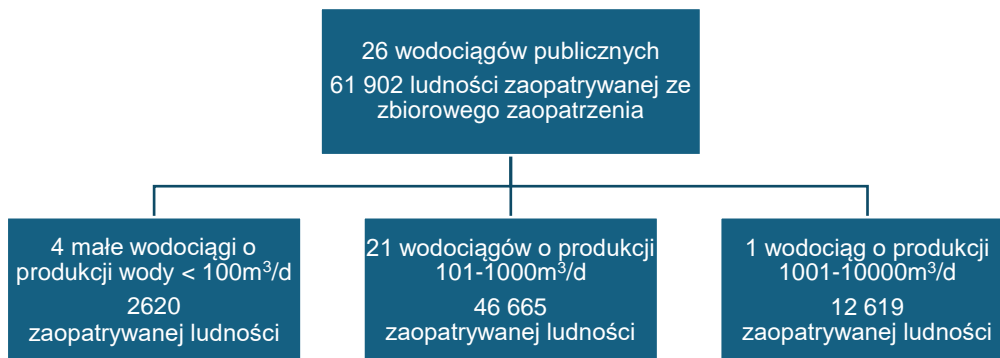 26 wodociągów publicznych
61 902 ludności zaopatrywanej ze
zbiorowego zaopatrzenia
4 małe wodociągi o
produkcji wody < 100m³/d
2620
zaopatrywanej ludności
21 wodociągów o produkcji
101-1000m³/d
46 665
zaopatrywanej ludności
1 wodociąg o produkcji
1001-10000m³/d
12 619
zaopatrywanej ludności